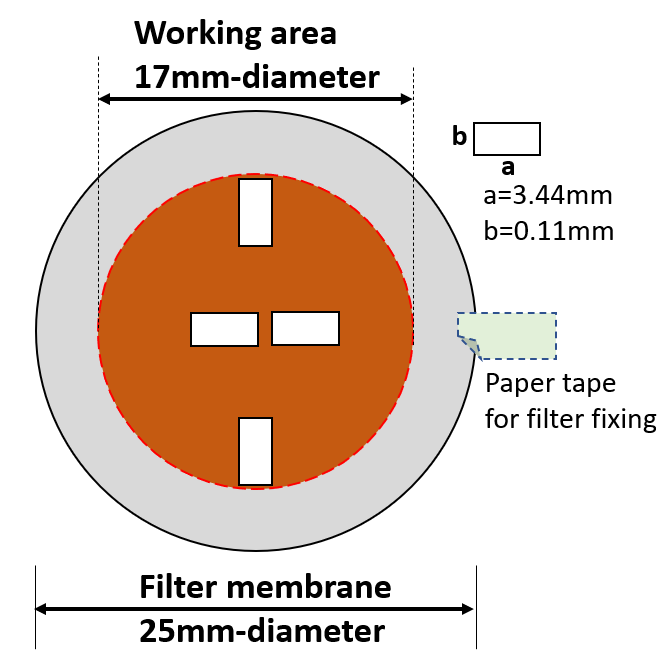 Working area
17mm-diameter
b
a
a=3.44mm
b=0.11mm
Paper tape
for filter fixing
Filter membrane
25mm-diameter